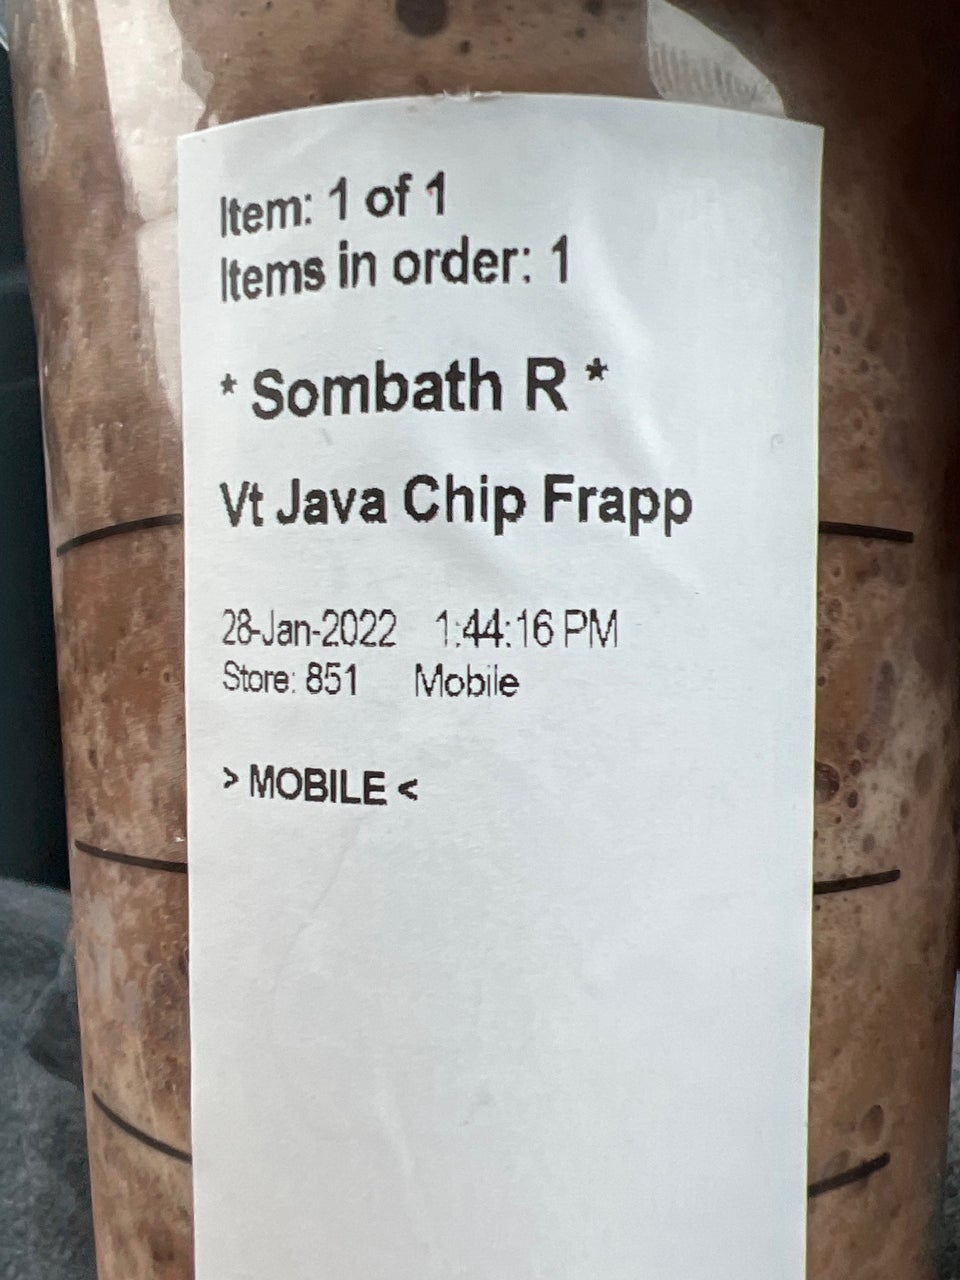 Item: 1 of 1
Items in order: 1
* Sombath R *
Vt Java Chip Frapp
28-Jan-2022 1:44:16 PM
Store: 851 Mobile
> MOBILE <